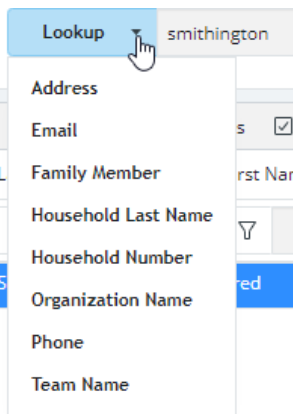 Lookup smithington
Address
Email
Family Member
Household Last Name
Household Number
Organization Name
Phone
Team Name